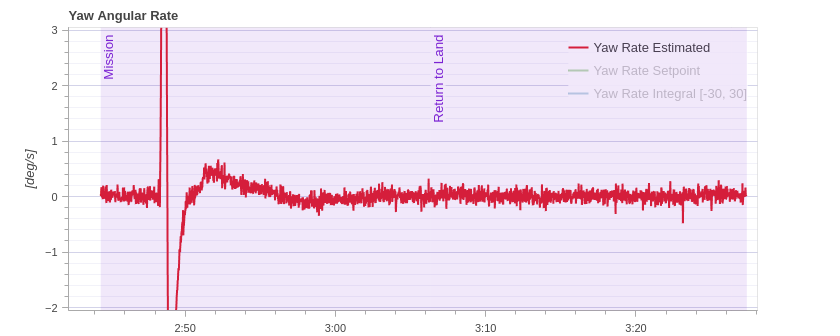 Yaw Angular Rate
3
2
1
0
−1
−2
[deg/s]
Mission
Return to Land
Yaw Rate Estimated
Yaw Rate Setpoint
Yaw Rate Integral [-30, 30]
2:50
3:00
3:10
3:20